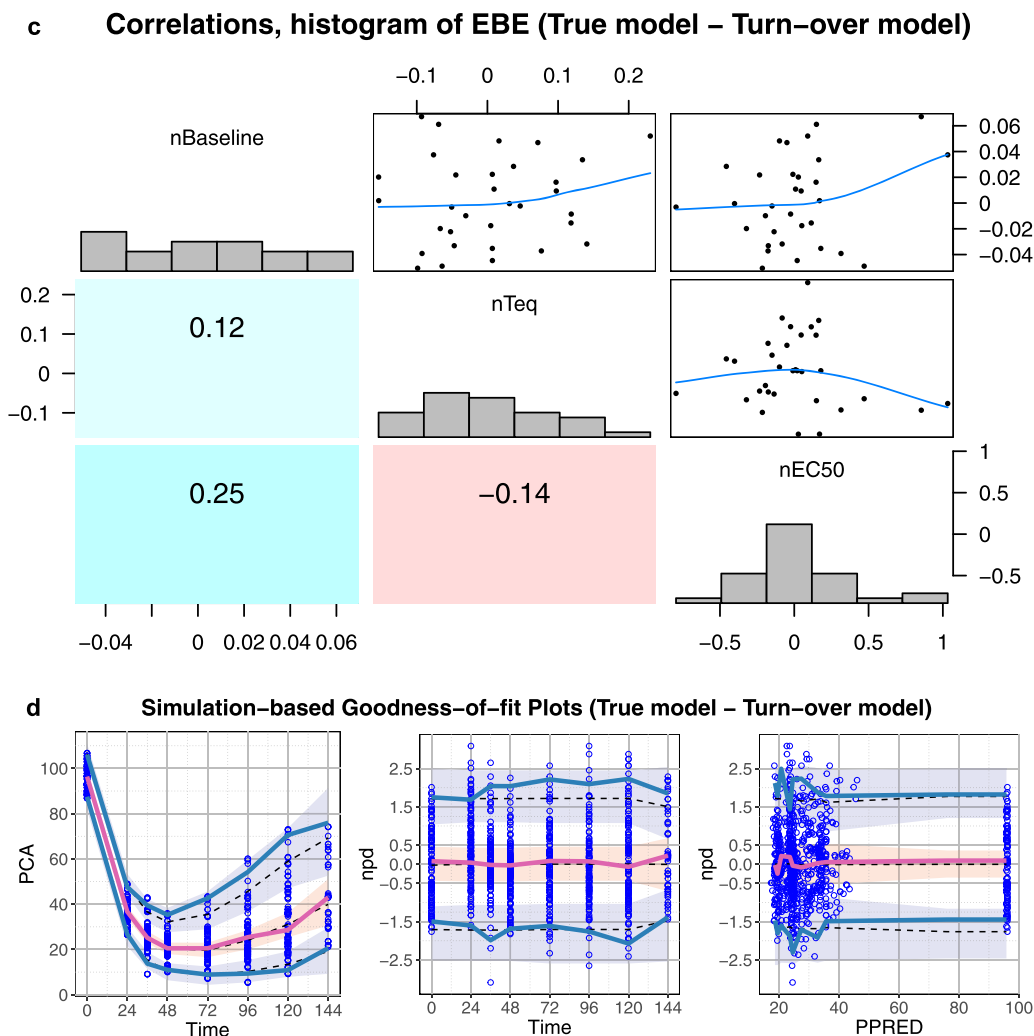 c Correlations, histogram of EBE (True model − Turn−over model)
−0.1 0 0.1 0.2
nBaseline
0.06
0.04
0.02
0
−0.02
−0.04
0.2
0.1
0
−0.1
0.12
nTeq
0.25
−0.14
nEC50
1
0.5
0
−0.5
−0.04 0 0.02 0.04 0.06
−0.5 0 0.5 1
d Simulation−based Goodness−of−fit Plots (True model − Turn−over model)
PCA
100
80
60
40
20
0
0 24 48 72 96 120 144
Time
npd
2.5
1.5
0.5
0.0
−0.5
−1.5
−2.5
0 24 48 72 96 120 144
Time
npd
2.5
1.5
0.5
0.0
−0.5
−1.5
−2.5
20 40 60 80 100
PPRED